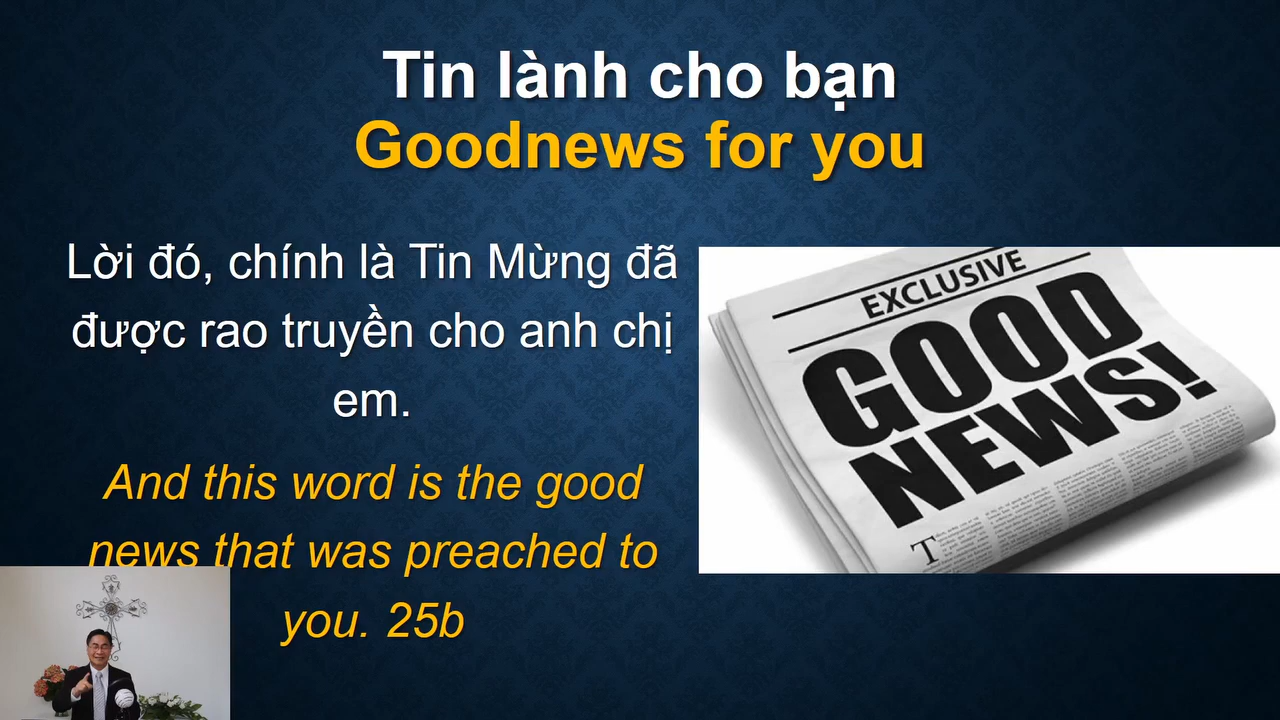 Tin lành cho bạn
Goodnews for you
Lời đó, chính là Tin Mừng đã
được rao truyền cho anh chị
em.
And this word is the good
news that was preached to
you. 25b
EXCLUSIVE
GOOD
NEWS!